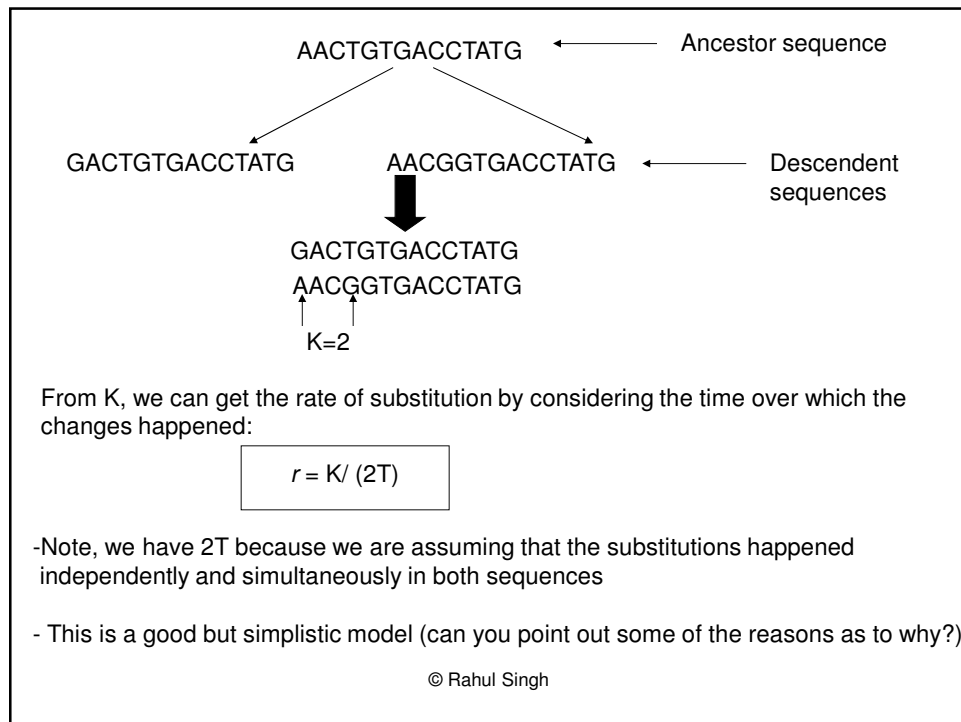 AACTGTGACCTATG
Ancestor sequence
GACTGTGACCTATG
AACGGTGACCTATG
Descendent
sequences
GACTGTGACCTATG
AACGGTGACCTATG
K=2
From K, we can get the rate of substitution by considering the time over which the
changes happened:
r = K/ (2T)
-Note, we have 2T because we are assuming that the substitutions happened
independently and simultaneously in both sequences
- This is a good but simplistic model (can you point out some of the reasons as to why?)
© Rahul Singh